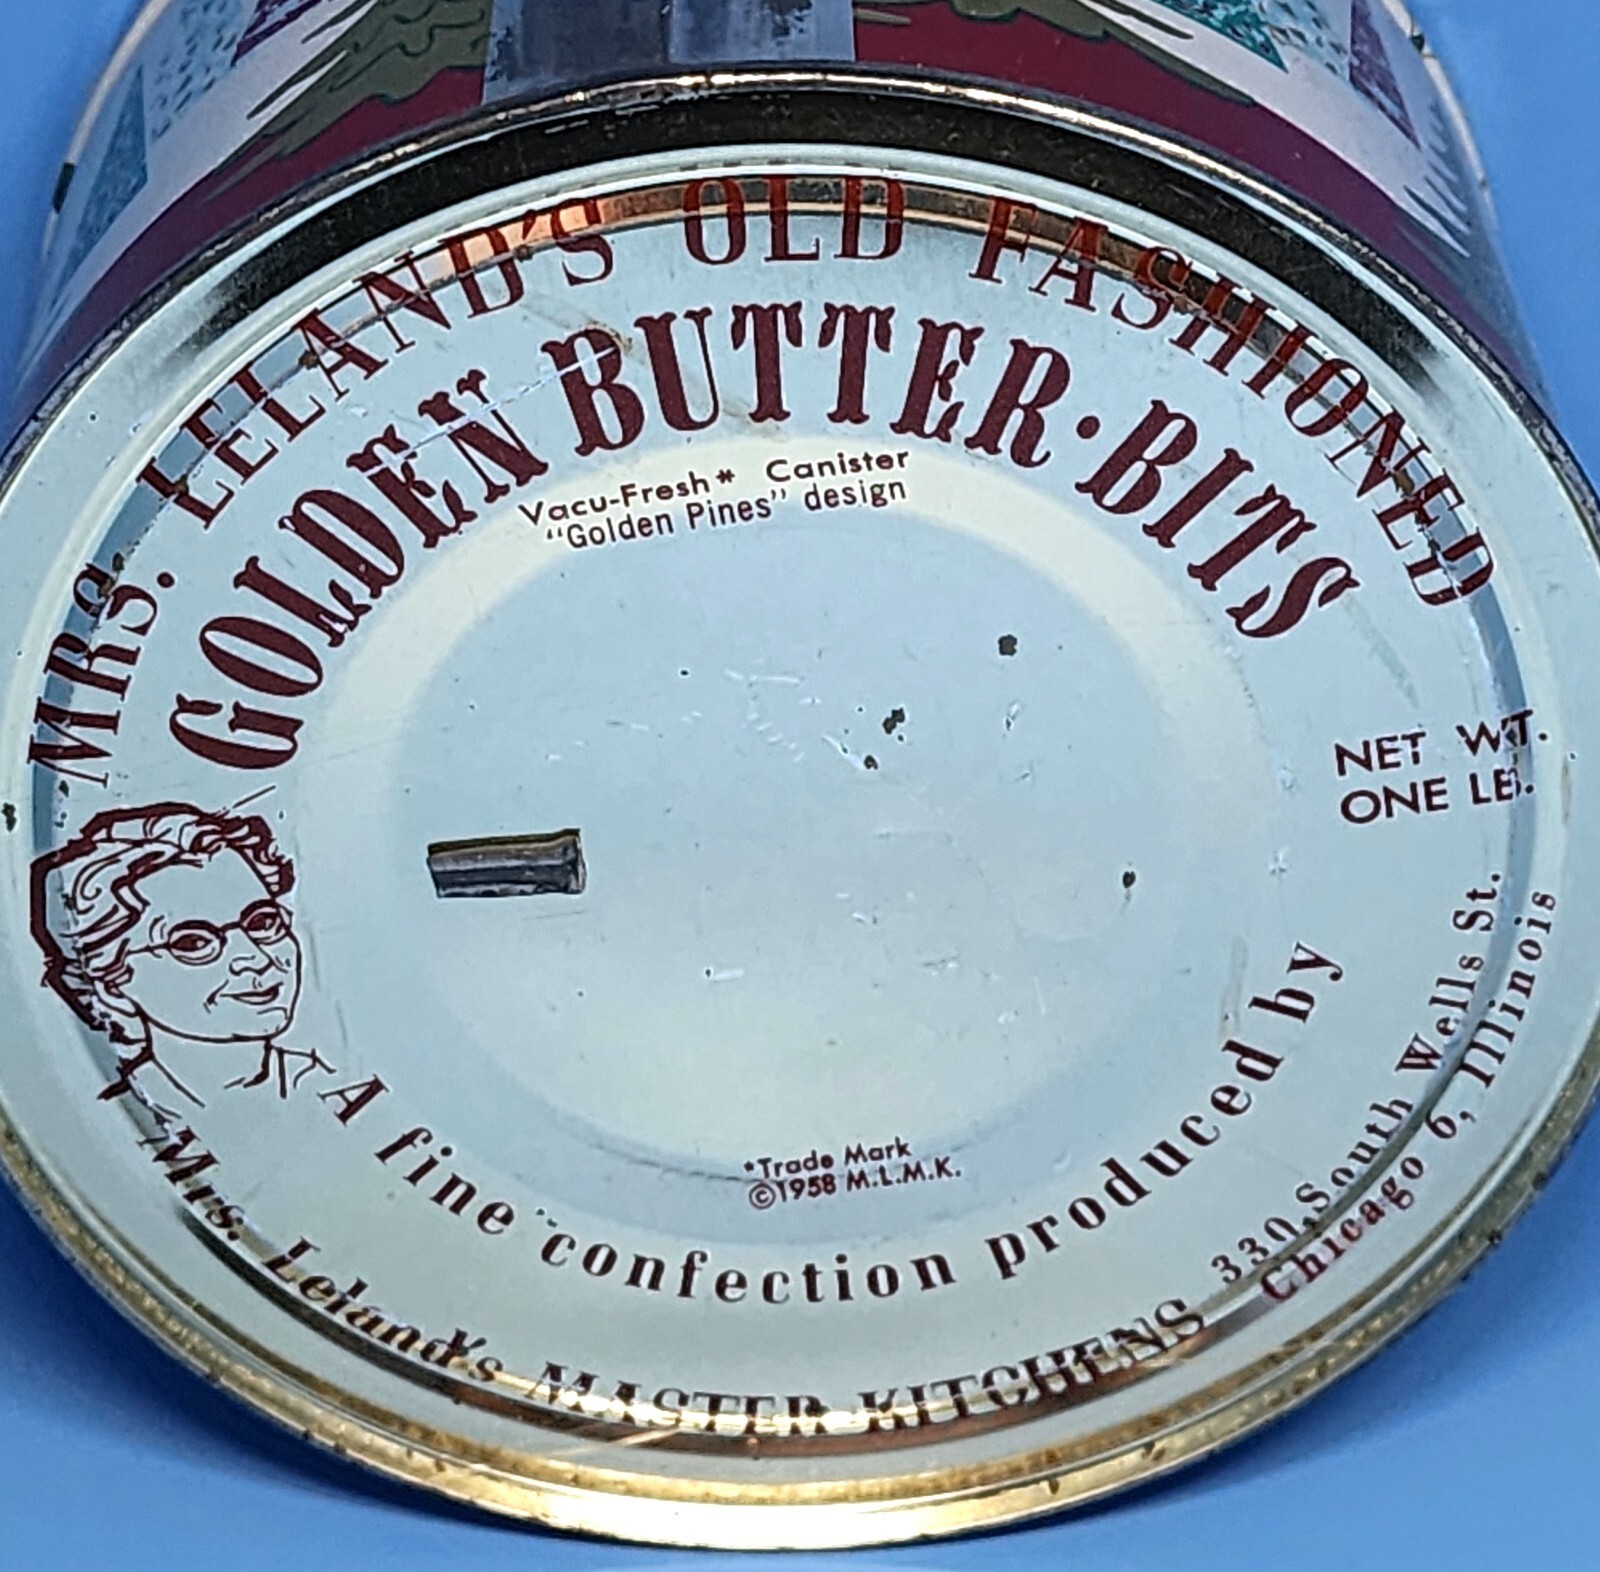 MRS. LELAND'S OLD FASHIONED
GOLDEN BUTTER·BITS
Vacu-Fresh* Canister
"Golden Pines" design
NET WT.
ONE LB.
*Trade Mark
©1958 M.L.M.K.
A fine confection produced by
Mrs. Leland's MASTER KITCHENS 330 South Wells St.
Chicago 6, Illinois